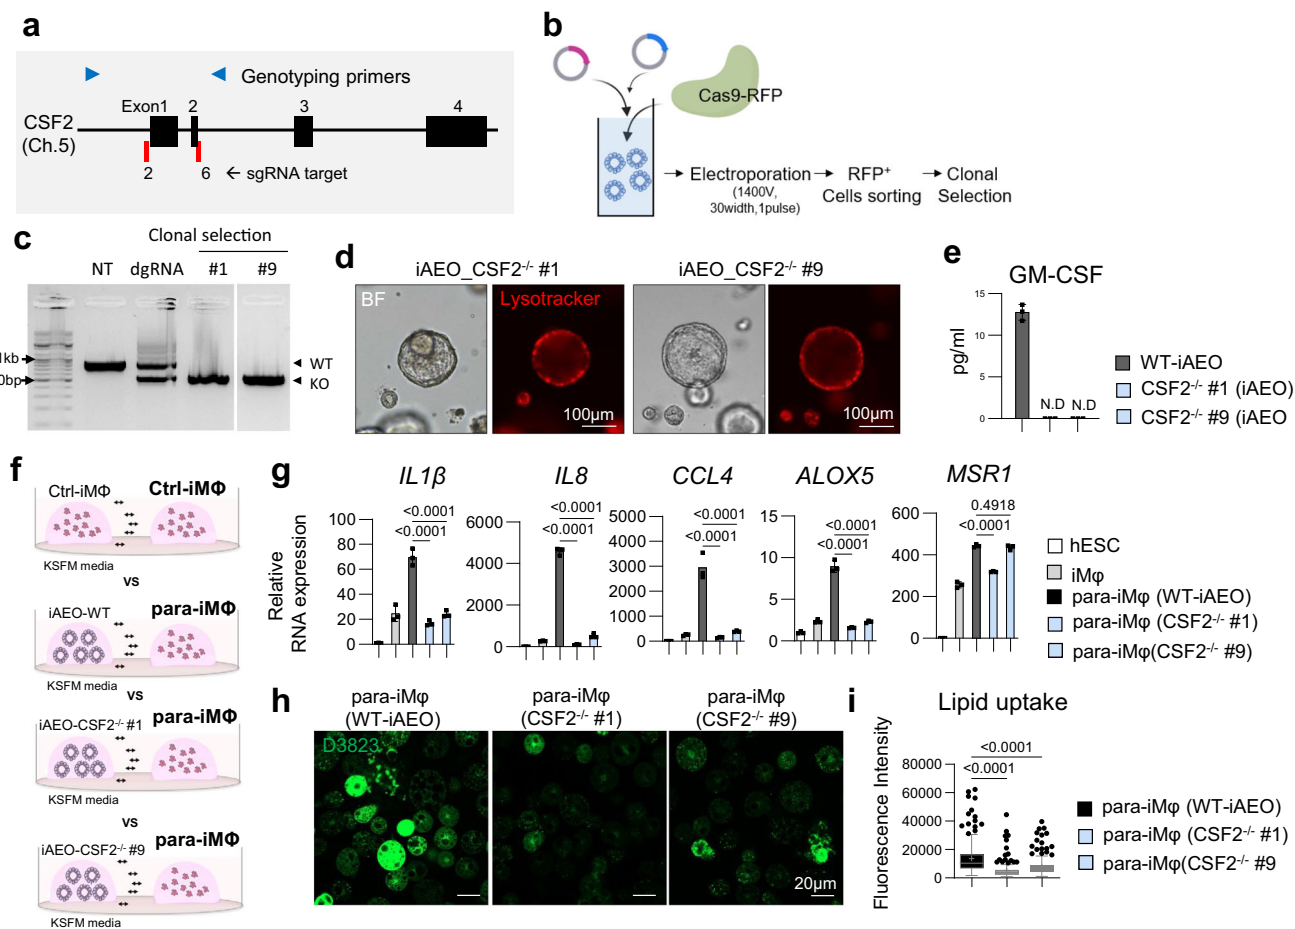 a
Genotyping primers
Exon1 2 3 4
CSF2
(Ch.5)
2 6 ← sgRNA target
b
Cas9-RFP
Electroporation
(1400V,
30width,1pulse)
RFP⁺
Cells sorting
Clonal
Selection
c
Clonal selection
NT dgRNA #1 #9
1kb
0bp
WT
KO
d
iAEO_CSF2⁻/⁻ #1
iAEO_CSF2⁻/⁻ #9
BF
Lysotracker
100µm
100µm
e
GM-CSF
pg/ml
15
10
5
0
N.D N.D
WT-iAEO
CSF2⁻/⁻ #1 (iAEO)
CSF2⁻/⁻ #9 (iAEO
f
Ctrl-iMΦ Ctrl-iMΦ
KSFM media
vs
iAEO-WT para-iMΦ
KSFM media
vs
iAEO-CSF2⁻/⁻ #1 para-iMΦ
KSFM media
vs
iAEO-CSF2⁻/⁻ #9 para-iMΦ
KSFM media
g
Relative
RNA expression
IL1β
<0.0001
<0.0001
100
80
60
40
20
0
IL8
<0.0001
<0.0001
6000
4000
2000
0
CCL4
<0.0001
<0.0001
5000
4000
3000
2000
1000
0
ALOX5
<0.0001
<0.0001
15
10
5
0
MSR1
0.4918
<0.0001
600
400
200
0
hESC
iMφ
para-iMφ (WT-iAEO)
para-iMφ (CSF2⁻/⁻ #1)
para-iMφ(CSF2⁻/⁻ #9)
h
para-iMφ
(WT-iAEO)
para-iMφ
(CSF2⁻/⁻ #1)
para-iMφ
(CSF2⁻/⁻ #9)
D3823
20µm
i
Lipid uptake
Fluorescence Intensity
<0.0001
<0.0001
80000
60000
40000
20000
0
para-iMφ (WT-iAEO)
para-iMφ (CSF2⁻/⁻ #1)
para-iMφ(CSF2⁻/⁻ #9